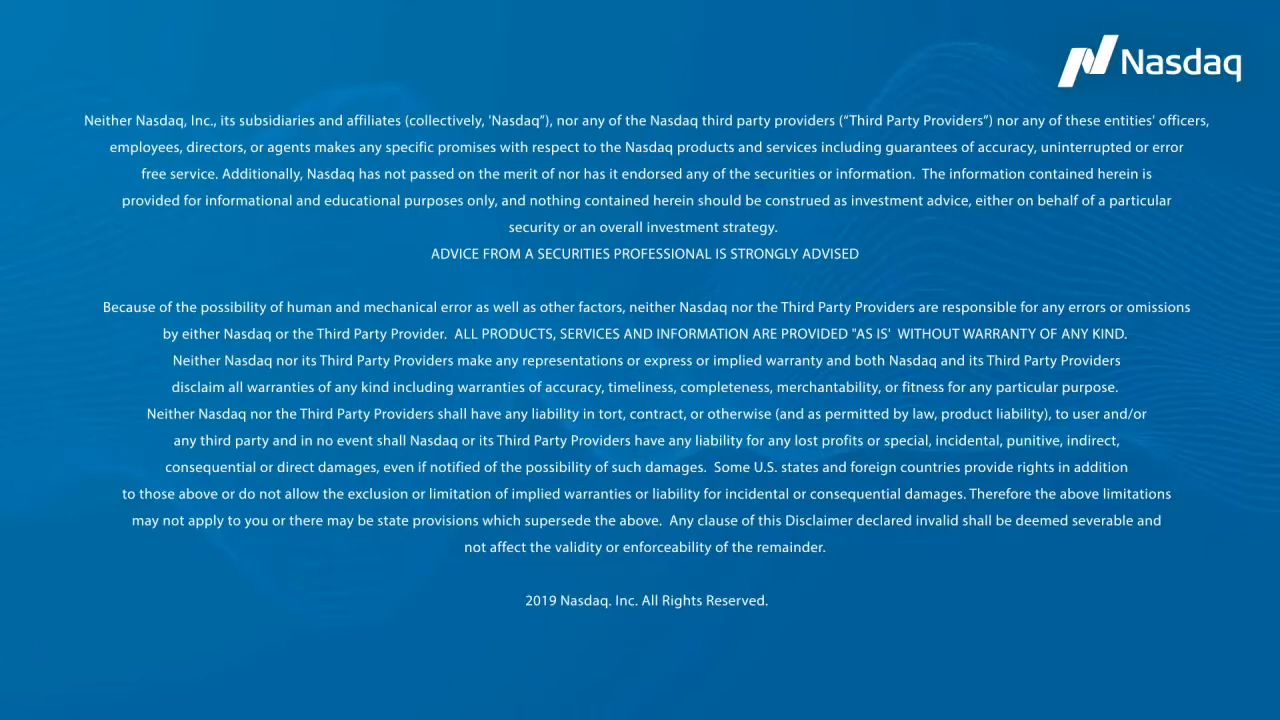 Nasdaq
Neither Nasdaq, Inc., its subsidiaries and affiliates (collectively, 'Nasdaq”), nor any of the Nasdaq third party providers (“Third Party Providers”) nor any of these entities' officers,
employees, directors, or agents makes any specific promises with respect to the Nasdaq products and services including guarantees of accuracy, uninterrupted or error
free service. Additionally, Nasdaq has not passed on the merit of nor has it endorsed any of the securities or information.  The information contained herein is
provided for informational and educational purposes only, and nothing contained herein should be construed as investment advice, either on behalf of a particular
security or an overall investment strategy.
ADVICE FROM A SECURITIES PROFESSIONAL IS STRONGLY ADVISED
Because of the possibility of human and mechanical error as well as other factors, neither Nasdaq nor the Third Party Providers are responsible for any errors or omissions
by either Nasdaq or the Third Party Provider.  ALL PRODUCTS, SERVICES AND INFORMATION ARE PROVIDED "AS IS'  WITHOUT WARRANTY OF ANY KIND.
Neither Nasdaq nor its Third Party Providers make any representations or express or implied warranty and both Nasdaq and its Third Party Providers
disclaim all warranties of any kind including warranties of accuracy, timeliness, completeness, merchantability, or fitness for any particular purpose.
Neither Nasdaq nor the Third Party Providers shall have any liability in tort, contract, or otherwise (and as permitted by law, product liability), to user and/or
any third party and in no event shall Nasdaq or its Third Party Providers have any liability for any lost profits or special, incidental, punitive, indirect,
consequential or direct damages, even if notified of the possibility of such damages.  Some U.S. states and foreign countries provide rights in addition
to those above or do not allow the exclusion or limitation of implied warranties or liability for incidental or consequential damages. Therefore the above limitations
may not apply to you or there may be state provisions which supersede the above.  Any clause of this Disclaimer declared invalid shall be deemed severable and
not affect the validity or enforceability of the remainder.
2019 Nasdaq. Inc. All Rights Reserved.